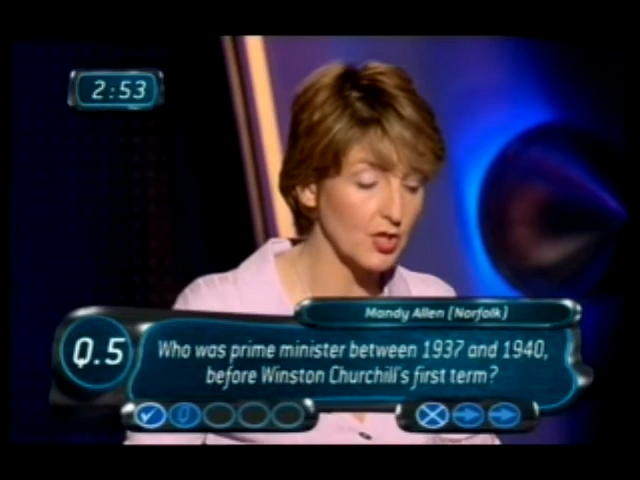 2:53
Mandy Allen (Norfolk)
Q.5
Who was prime minister between 1937 and 1940,
before Winston Churchill's first term?